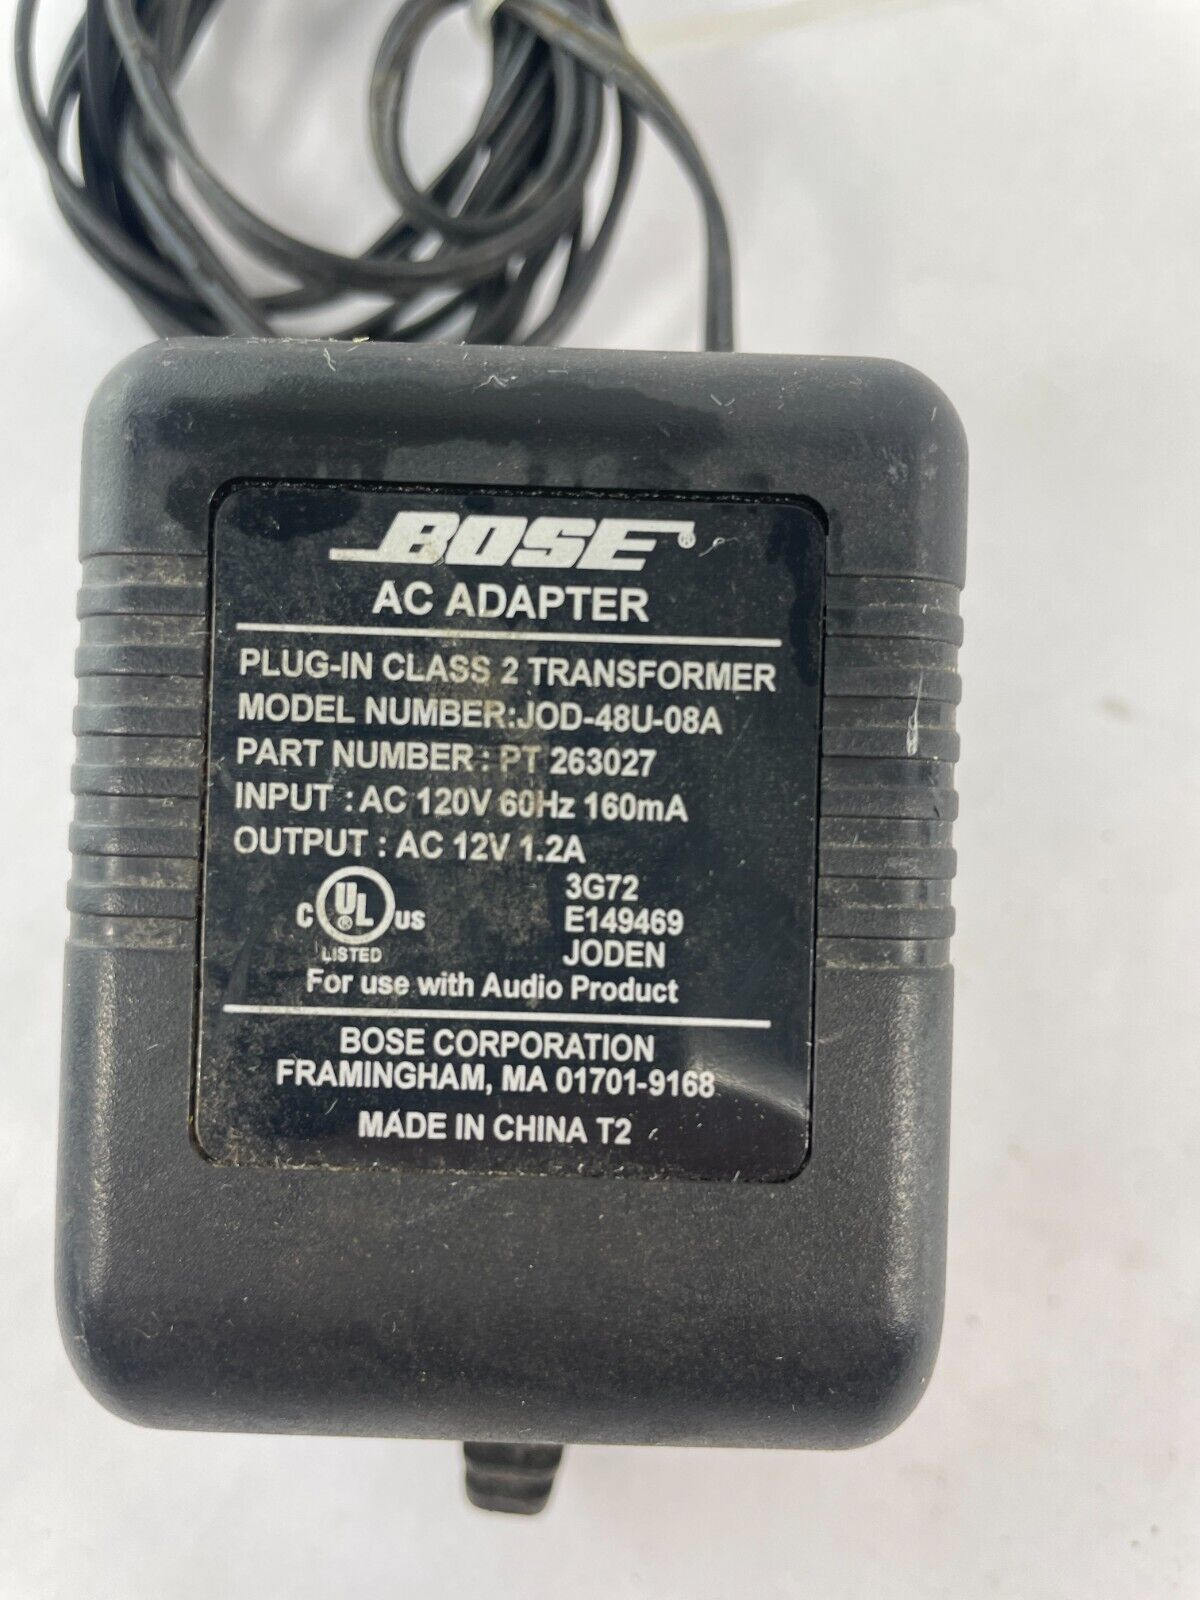 BOSE®
AC ADAPTER
PLUG-IN CLASS 2 TRANSFORMER
MODEL NUMBER:JOD-48U-08A
PART NUMBER : PT 263027
INPUT : AC 120V 60Hz 160mA
OUTPUT : AC 12V 1.2A
C UL® US
LISTED
3G72
E149469
JODEN
For use with Audio Product
BOSE CORPORATION
FRAMINGHAM, MA 01701-9168
MADE IN CHINA T2